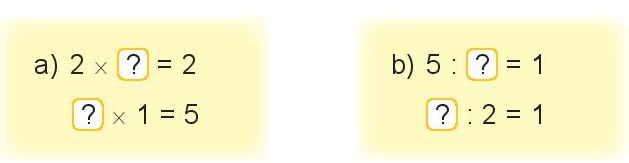 a) 2 × ? = 2
? × 1 = 5
b) 5 : ? = 1
? : 2 = 1